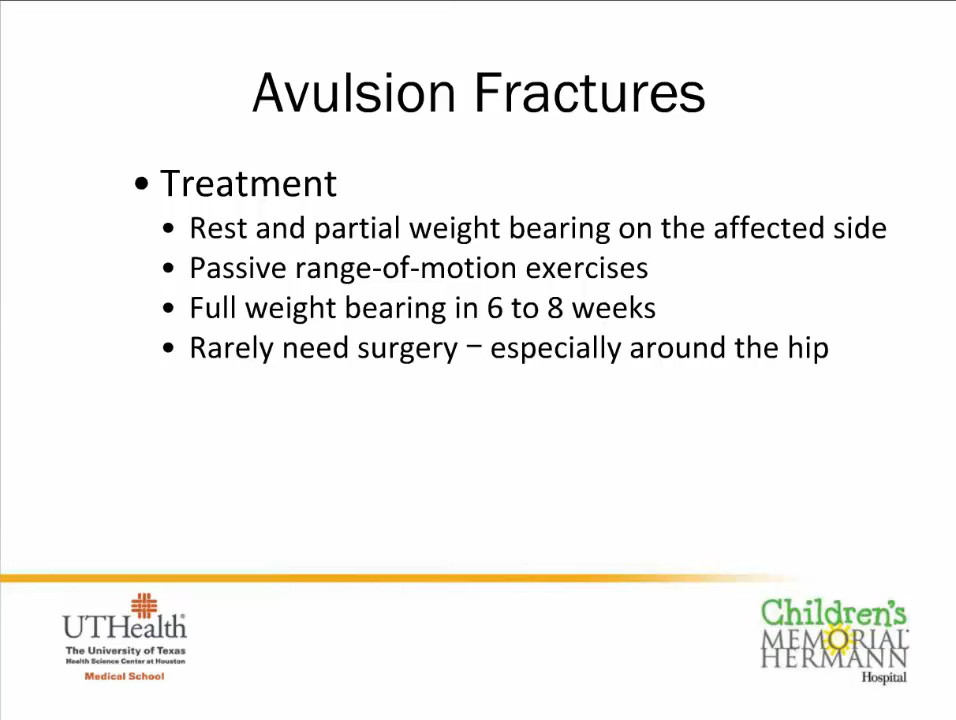 Avulsion Fractures
• Treatment
• Rest and partial weight bearing on the affected side
• Passive range-of-motion exercises
• Full weight bearing in 6 to 8 weeks
• Rarely need surgery – especially around the hip
UTHealth
The University of Texas
Health Science Center at Houston
Medical School
Children's
MEMORIAL
HERMANN
Hospital